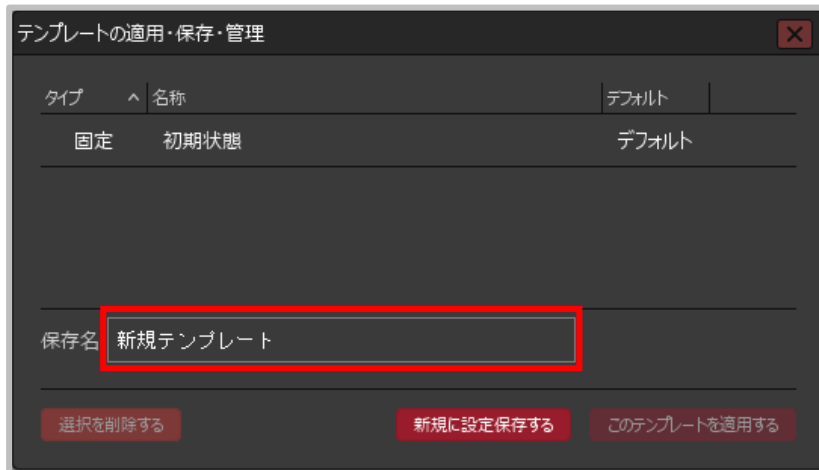 テンプレートの適用・保存・管理
タイプ ^ 名称 デフォルト
固定 初期状態 デフォルト
保存名 新規テンプレート
選択を削除する 新規に設定保存する このテンプレートを適用する